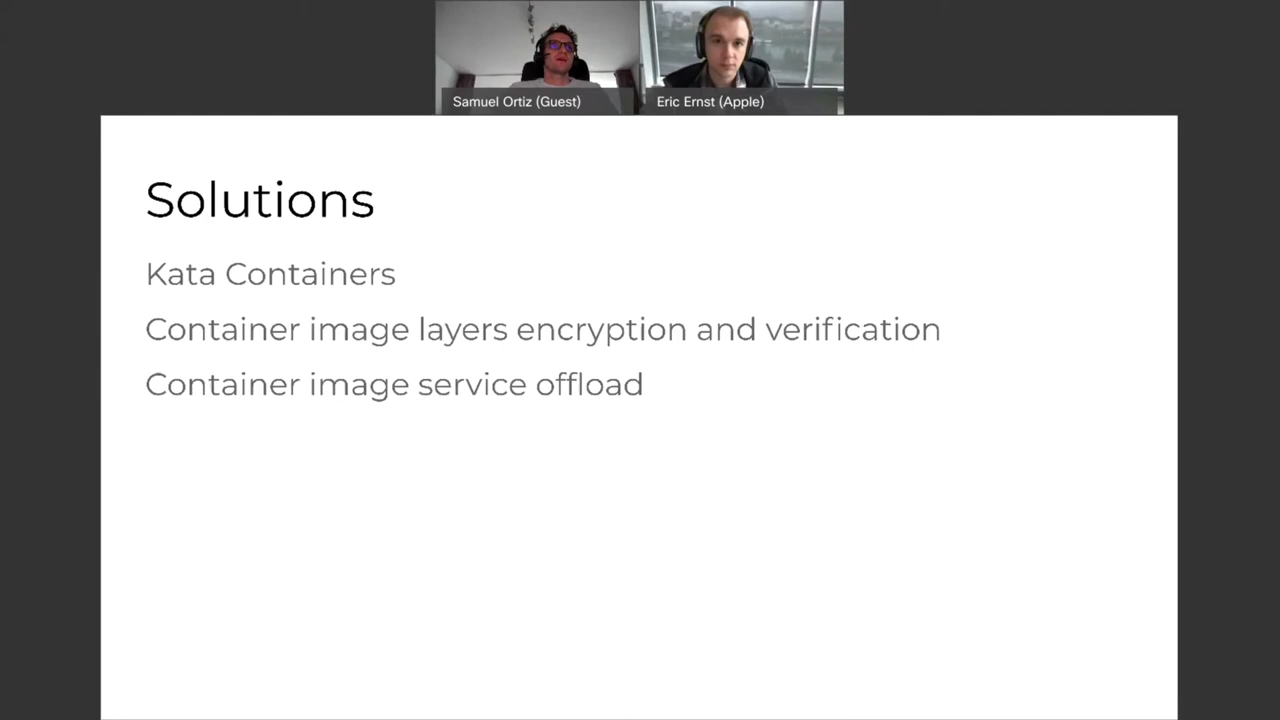 Samuel Ortiz (Guest)
Eric Ernst (Apple)
Solutions
Kata Containers
Container image layers encryption and verification
Container image service offload